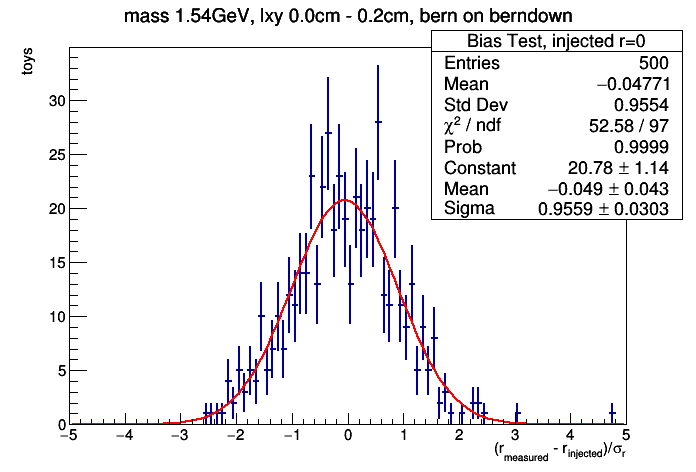 mass 1.54GeV, lxy 0.0cm - 0.2cm, bern on berndown
Bias Test, injected r=0
Entries 500
Mean −0.04771
Std Dev 0.9554
χ² / ndf 52.58 / 97
Prob 0.9999
Constant 20.78 ± 1.14
Mean −0.049 ± 0.043
Sigma 0.9559 ± 0.0303
toys
30
25
20
15
10
5
0
−5 −4 −3 −2 −1 0 1 2 3 4 5
(r_measured - r_injected)/σ_r